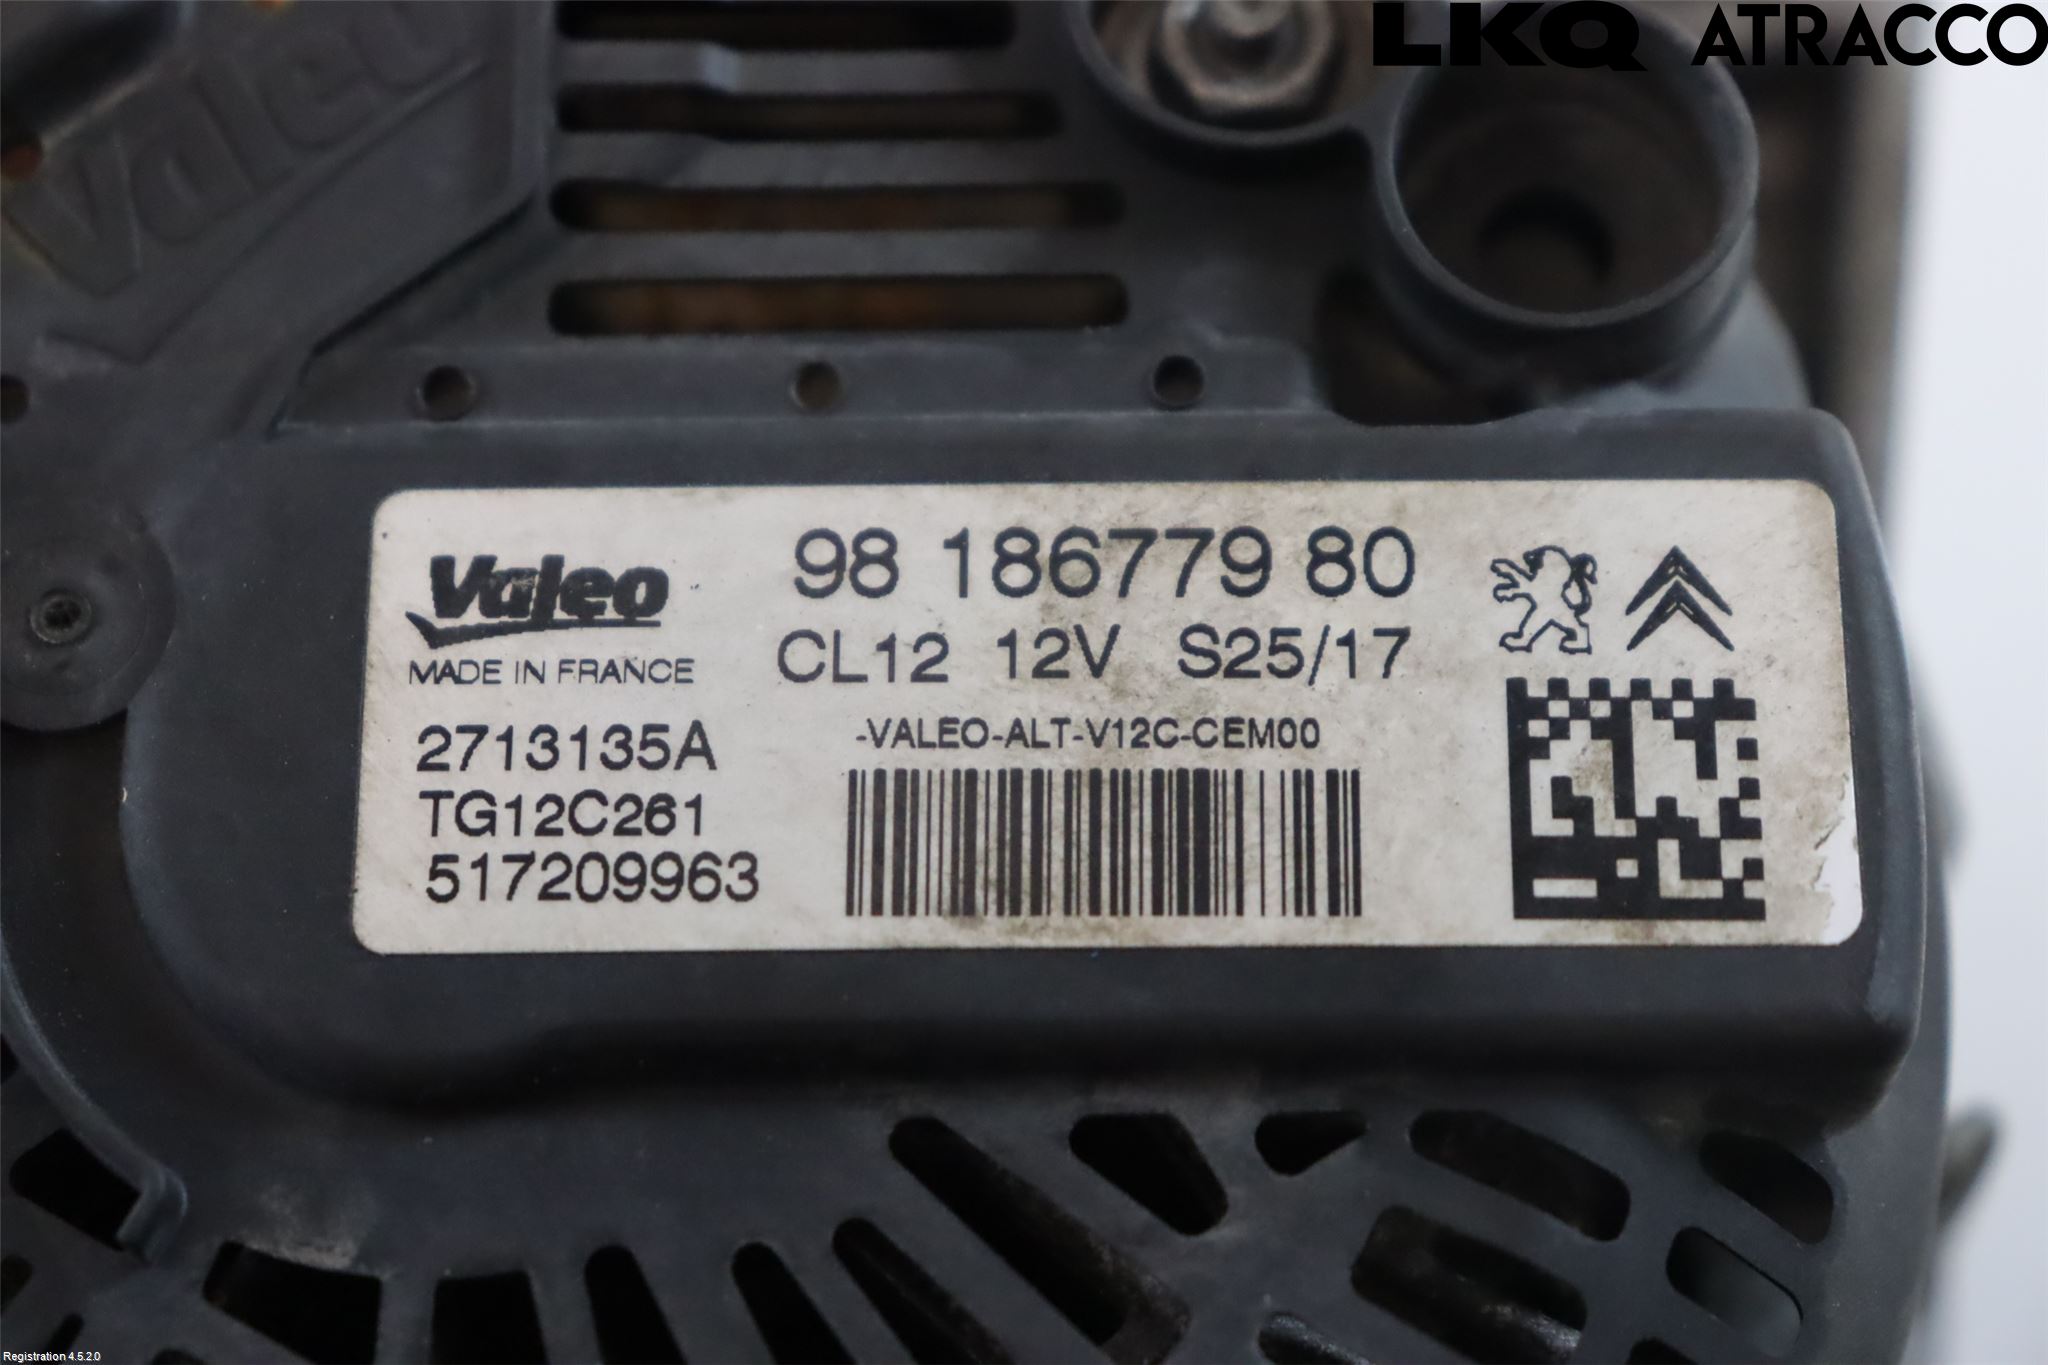 LKQ ATRACCO
Valeo
98 186779 80
Valeo
MADE IN FRANCE
CL12 12V S25/17
2713135A
-VALEO-ALT-V12C-CEM00
TG12C261
517209963
Registration 4.5.2.0